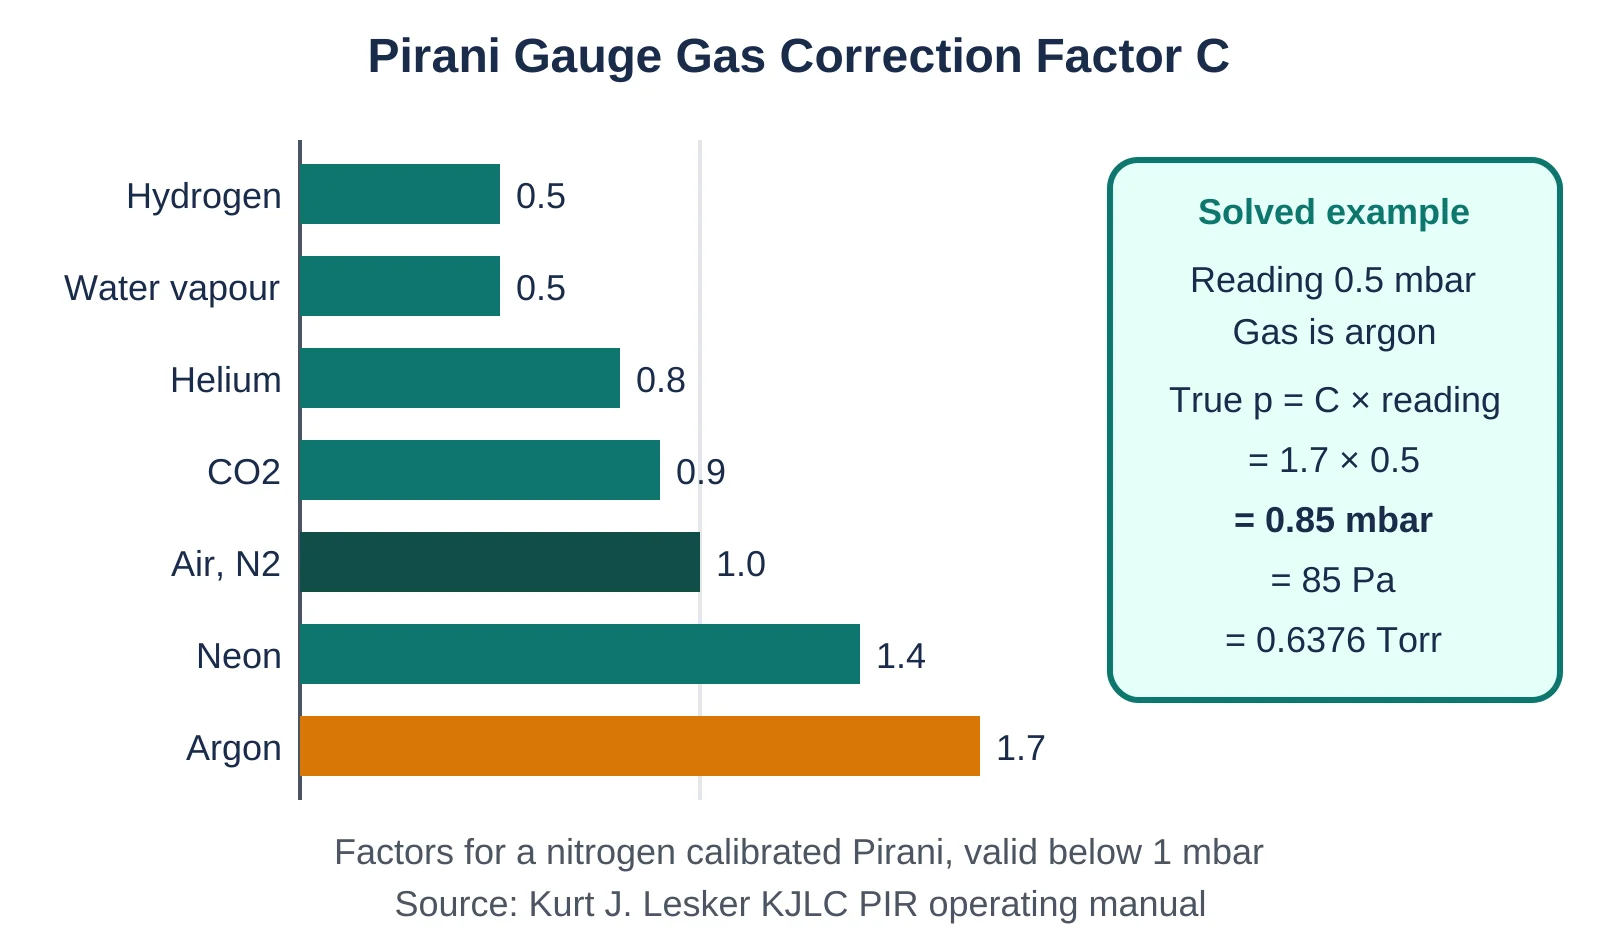 Pirani Gauge Gas Correction Factor C
Hydrogen 0.5
Water vapour 0.5
Helium 0.8
CO2 0.9
Air, N2 1.0
Neon 1.4
Argon 1.7
Solved example
Reading 0.5 mbar
Gas is argon
True p = C × reading
= 1.7 × 0.5
= 0.85 mbar
= 85 Pa
= 0.6376 Torr
Factors for a nitrogen calibrated Pirani, valid below 1 mbar
Source: Kurt J. Lesker KJLC PIR operating manual